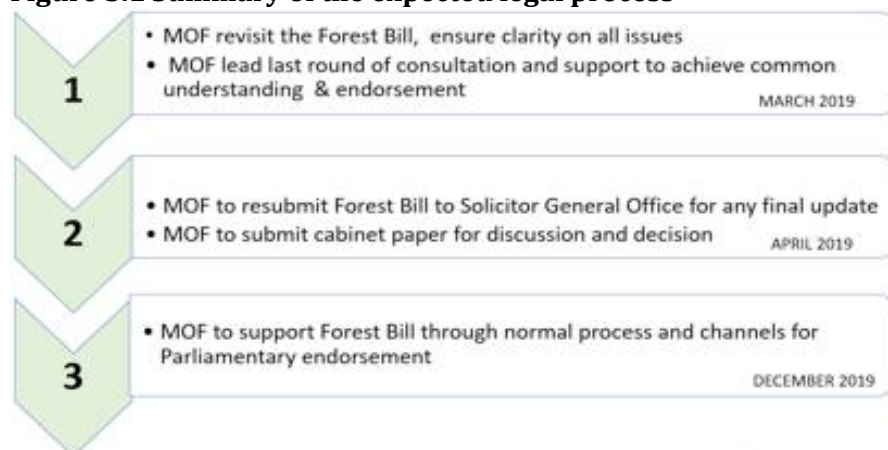 Summary of the expected legal process
1
• MOF revisit the Forest Bill, ensure clarity on all issues
• MOF lead last round of consultation and support to achieve common
understanding & endorsement
MARCH 2019
2
• MOF to resubmit Forest Bill to Solicitor General Office for any final update
• MOF to submit cabinet paper for discussion and decision
APRIL 2019
3
• MOF to support Forest Bill through normal process and channels for
Parliamentary endorsement
DECEMBER 2019